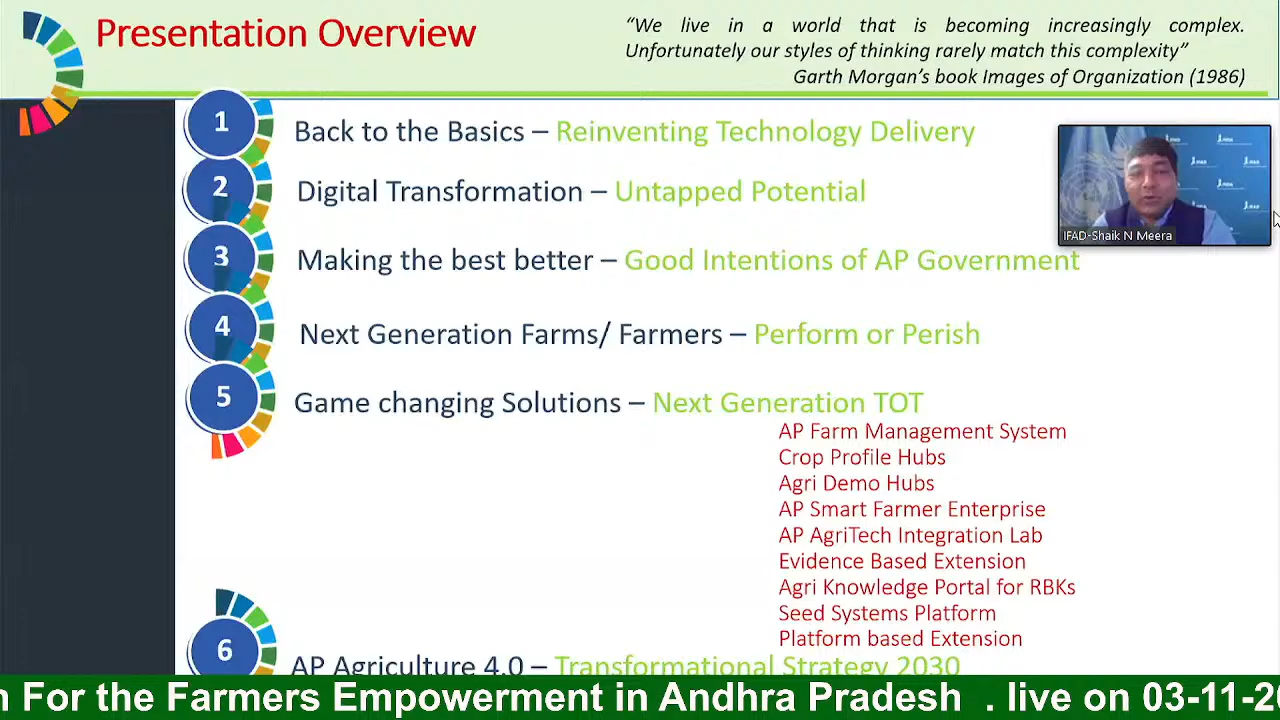 Presentation Overview
“We live in a world that is becoming increasingly complex.
Unfortunately our styles of thinking rarely match this complexity”
Garth Morgan’s book Images of Organization (1986)
1
Back to the Basics – Reinventing Technology Delivery
2
Digital Transformation – Untapped Potential
IFAD-Shaik N Meera
3
Making the best better – Good Intentions of AP Government
4
Next Generation Farms/ Farmers – Perform or Perish
5
Game changing Solutions – Next Generation TOT
AP Farm Management System
Crop Profile Hubs
Agri Demo Hubs
AP Smart Farmer Enterprise
AP AgriTech Integration Lab
Evidence Based Extension
Agri Knowledge Portal for RBKs
Seed Systems Platform
Platform based Extension
6
AP Agriculture 4.0 – Transformational Strategy 2030
For the Farmers Empowerment in Andhra Pradesh . live on 03-11-